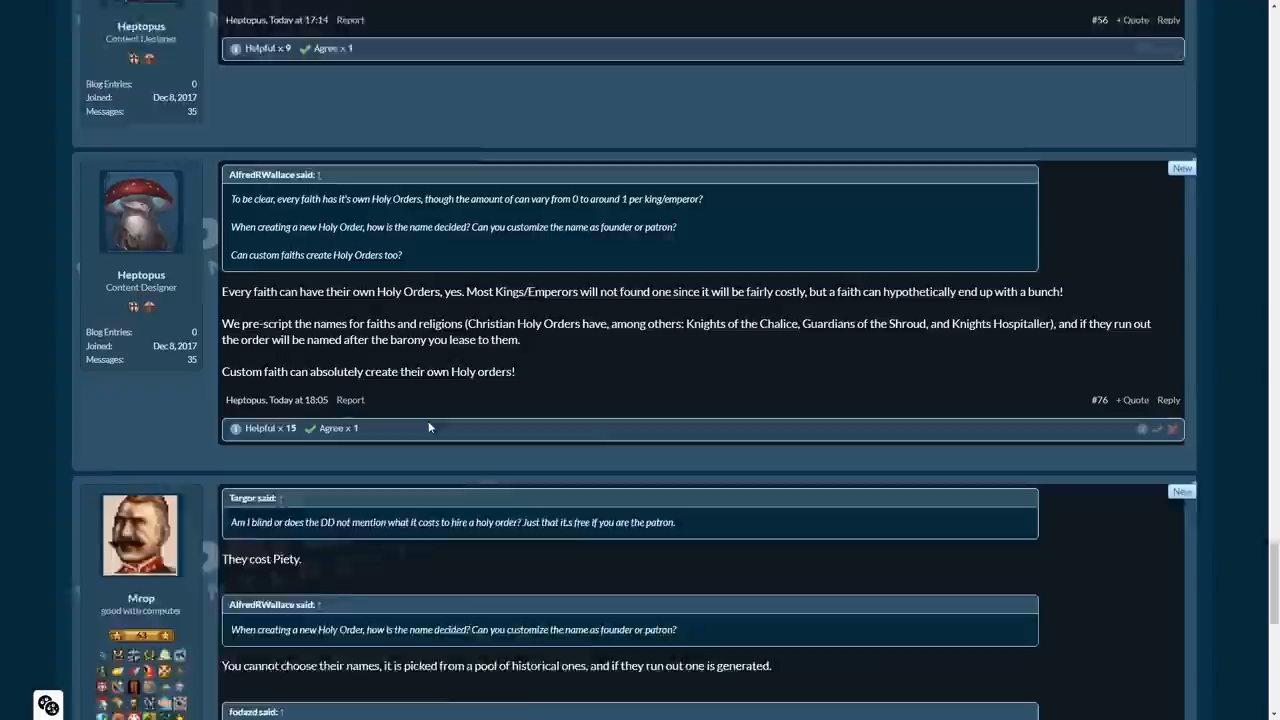 Heptopus
Content Designer
Blog Entries: 0
Joined: Dec 8, 2017
Messages: 35
Heptopus, Today at 17:14 Report #56 + Quote Reply
Helpful x 9 Agree x 1
New
Heptopus
Content Designer
Blog Entries: 0
Joined: Dec 8, 2017
Messages: 35
AlfredRWallace said: ↑
To be clear, every faith has it's own Holy Orders, though the amount of can vary from 0 to around 1 per king/emperor?
When creating a new Holy Order, how is the name decided? Can you customize the name as founder or patron?
Can custom faiths create Holy Orders too?
Every faith can have their own Holy Orders, yes. Most Kings/Emperors will not found one since it will be fairly costly, but a faith can hypothetically end up with a bunch!
We pre-script the names for faiths and religions (Christian Holy Orders have, among others: Knights of the Chalice, Guardians of the Shroud, and Knights Hospitaller), and if they run out
the order will be named after the barony you lease to them.
Custom faith can absolutely create their own Holy orders!
Heptopus, Today at 18:05 Report #76 + Quote Reply
Helpful x 15 Agree x 1
New
Mrop
good with computer
43
Targor said: ↑
Am I blind or does the DD not mention what it costs to hire a holy order? Just that it.s free if you are the patron.
They cost Piety.
AlfredRWallace said: ↑
When creating a new Holy Order, how is the name decided? Can you customize the name as founder or patron?
You cannot choose their names, it is picked from a pool of historical ones, and if they run out one is generated.
fodazd said: ↑